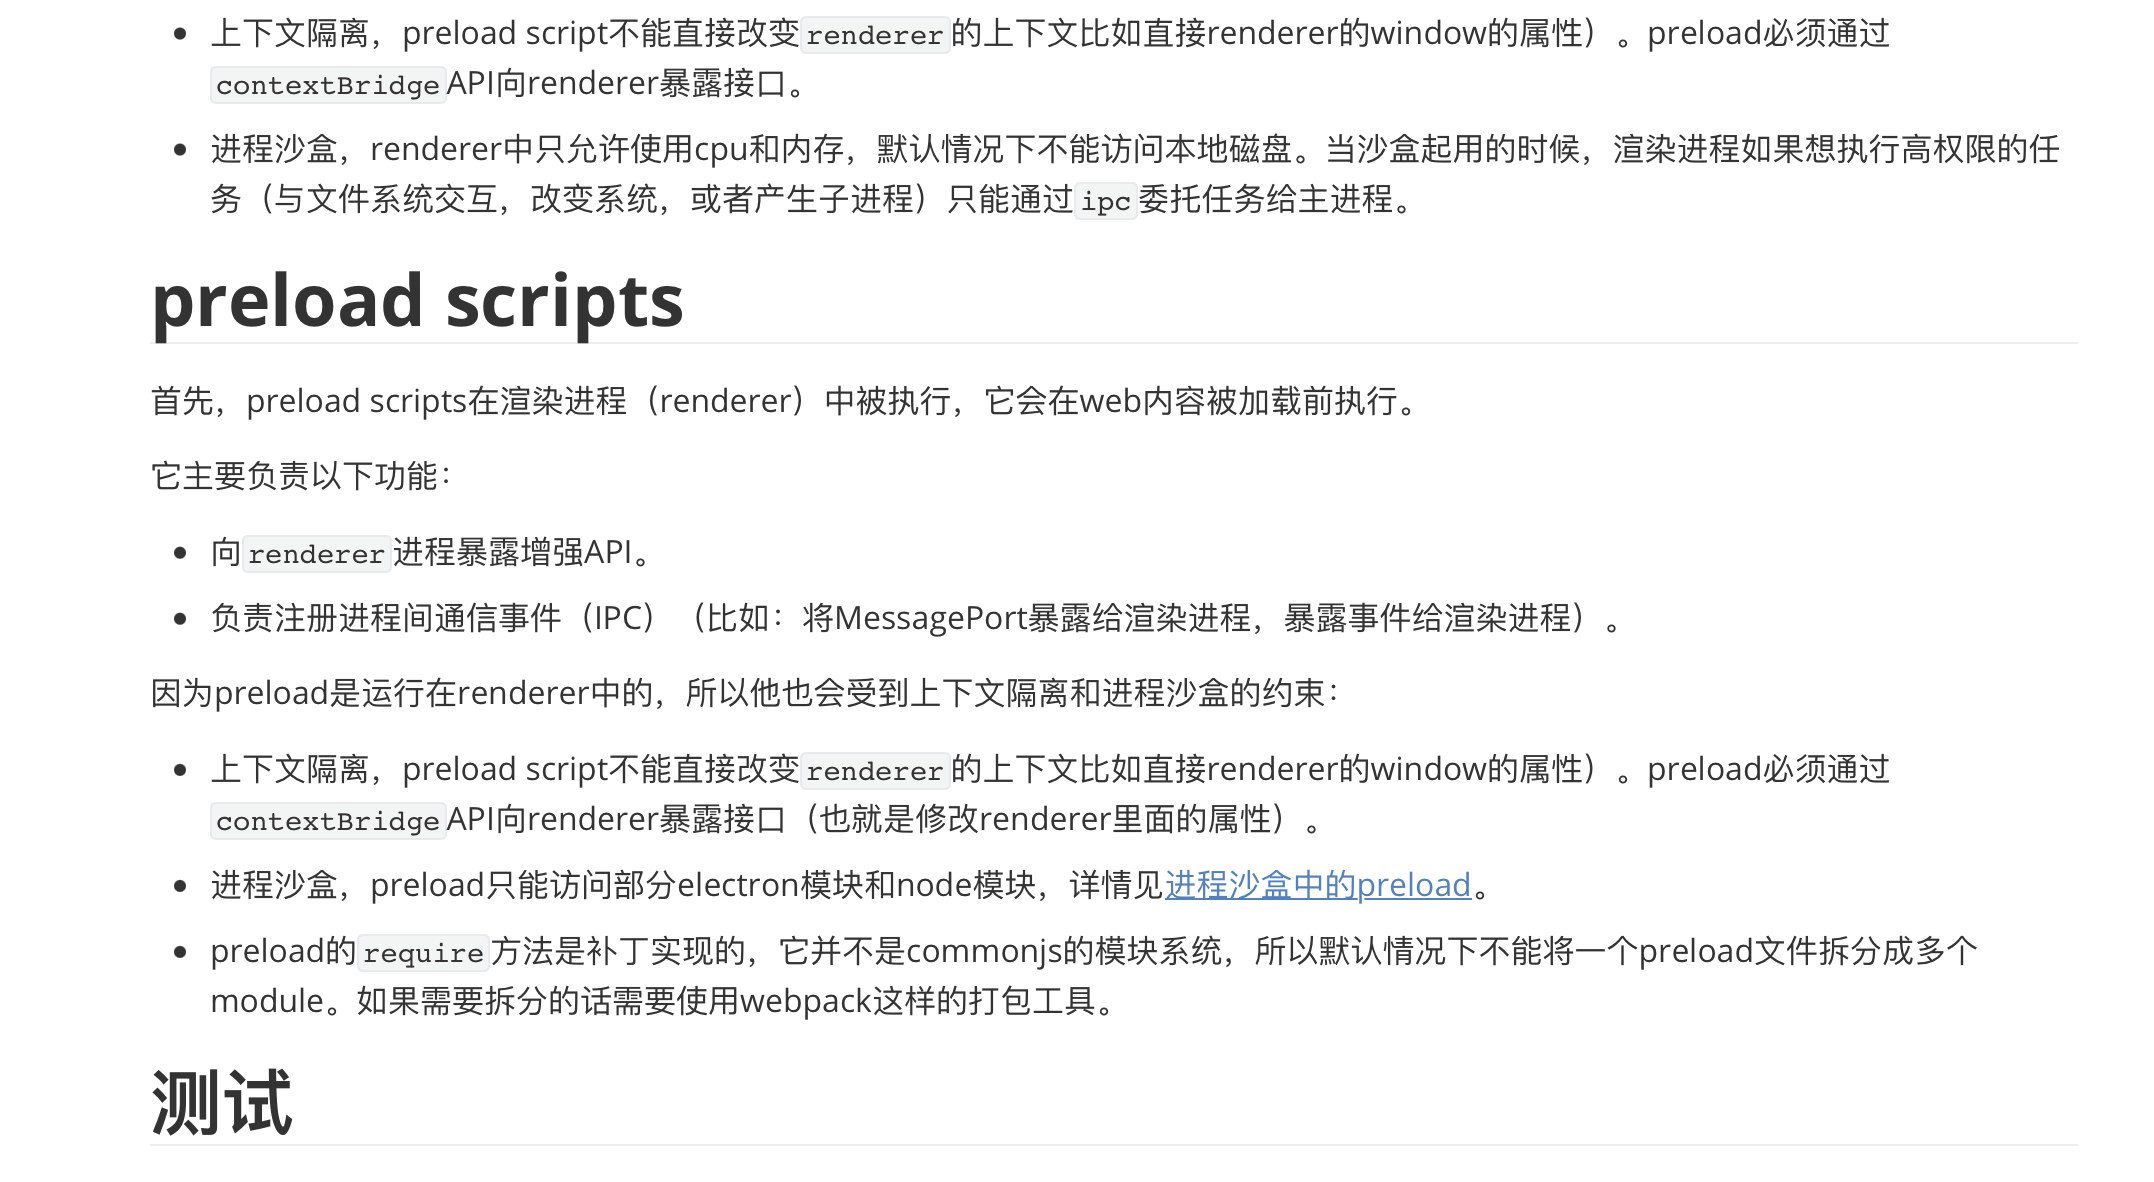 上下文隔离，preload script不能直接改变renderer的上下文比如直接renderer的window的属性）。preload必须通过
contextBridgeAPI向renderer暴露接口。
进程沙盒，renderer中只允许使用cpu和内存，默认情况下不能访问本地磁盘。当沙盒起用的时候，渲染进程如果想执行高权限的任
务（与文件系统交互，改变系统，或者产生子进程）只能通过ipc委托任务给主进程。
preload scripts
首先，preload scripts在渲染进程（renderer）中被执行，它会在web内容被加载前执行。
它主要负责以下功能：
向renderer进程暴露增强API。
负责注册进程间通信事件（IPC）（比如：将MessagePort暴露给渲染进程，暴露事件给渲染进程）。
因为preload是运行在renderer中的，所以他也会受到上下文隔离和进程沙盒的约束：
上下文隔离，preload script不能直接改变renderer的上下文比如直接renderer的window的属性）。preload必须通过
contextBridgeAPI向renderer暴露接口（也就是修改renderer里面的属性）。
进程沙盒，preload只能访问部分electron模块和node模块，详情见进程沙盒中的preload。
preload的require方法是补丁实现的，它并不是commonjs的模块系统，所以默认情况下不能将一个preload文件拆分成多个
module。如果需要拆分的话需要使用webpack这样的打包工具。
测试